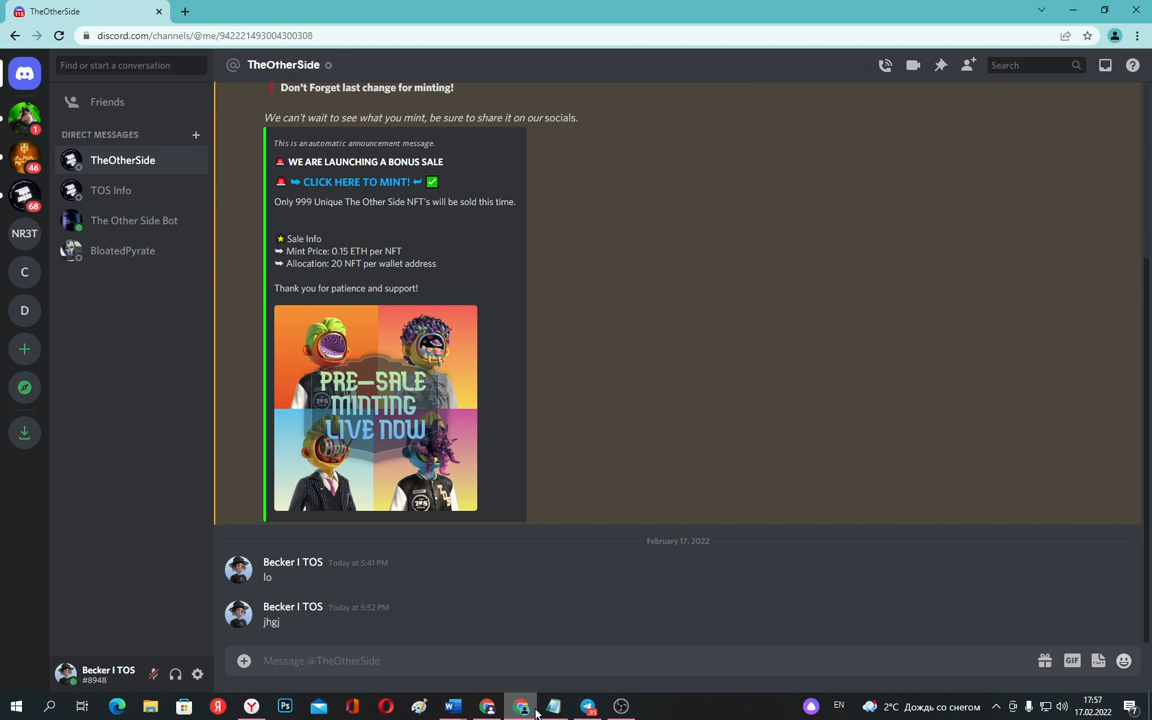 TheOtherSide
discord.com/channels/@me/942221493004300308
Find or start a conversation
@ TheOtherSide
Search
Friends
DIRECT MESSAGES +
TheOtherSide
TOS Info
The Other Side Bot
BloatedPyrate
1
46
68
NR3T
C
D
Don't Forget last change for minting!
We can't wait to see what you mint, be sure to share it on our socials.
This is an automatic announcement message.
🚨 WE ARE LAUNCHING A BONUS SALE
🚨 ➥ CLICK HERE TO MINT! ↩ ✅
Only 999 Unique The Other Side NFT's will be sold this time.
⭐ Sale Info
➥ Mint Price: 0.15 ETH per NFT
➥ Allocation: 20 NFT per wallet address
Thank you for patience and support!
PRE-SALE
MINTING
LIVE NOW
February 17, 2022
Becker I TOS Today at 5:41 PM
lo
Becker I TOS Today at 5:52 PM
jhgj
Message @TheOtherSide
GIF
Becker I TOS
#8948
EN
2°C Дождь со снегом
17:57
17.02.2022